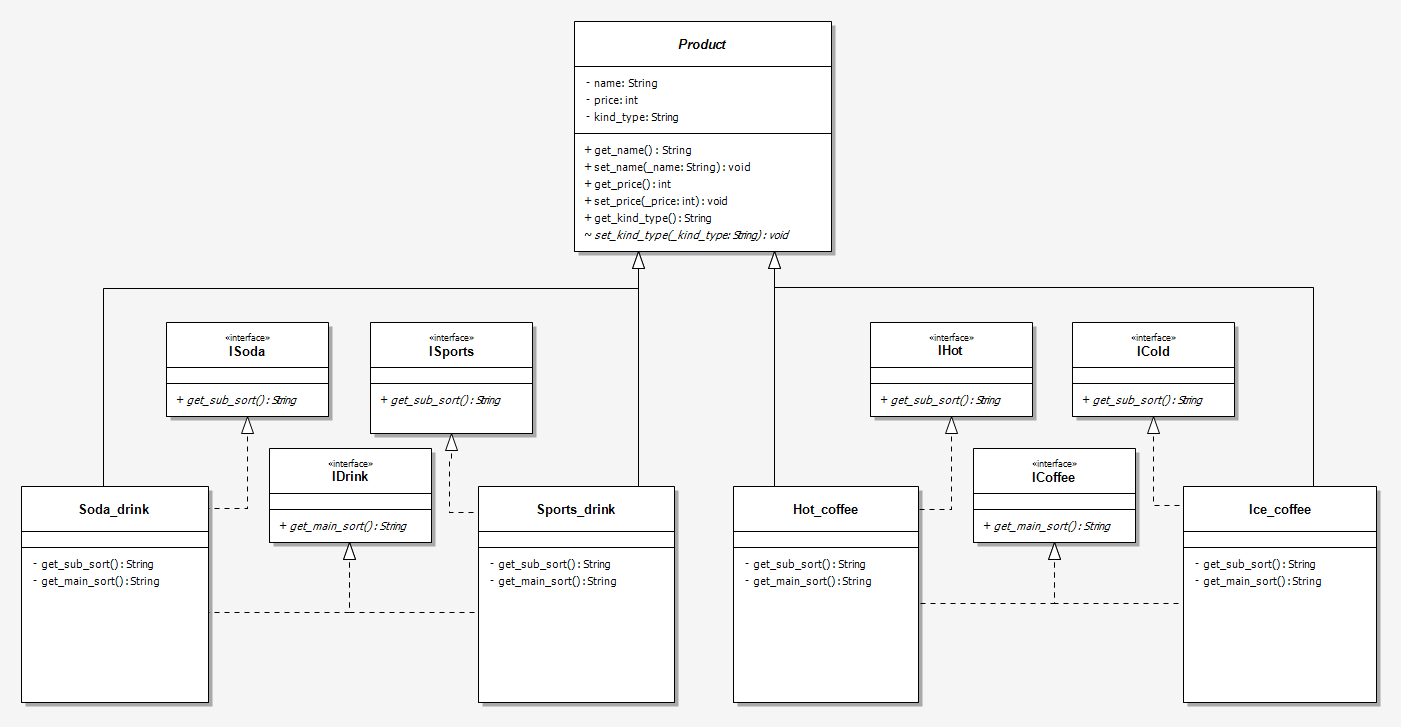 Product
- name: String
- price: int
- kind_type: String
+ get_name() : String
+ set_name(_name: String) : void
+ get_price() : int
+ set_price(_price: int) : void
+ get_kind_type() : String
~ set_kind_type(_kind_type: String) : void
«interface»
ISoda
+ get_sub_sort() : String
«interface»
ISports
+ get_sub_sort() : String
«interface»
IHot
+ get_sub_sort() : String
«interface»
ICold
+ get_sub_sort() : String
«interface»
IDrink
+ get_main_sort() : String
«interface»
ICoffee
+ get_main_sort() : String
Soda_drink
- get_sub_sort() : String
- get_main_sort() : String
Sports_drink
- get_sub_sort() : String
- get_main_sort() : String
Hot_coffee
- get_sub_sort() : String
- get_main_sort() : String
Ice_coffee
- get_sub_sort() : String
- get_main_sort() : String